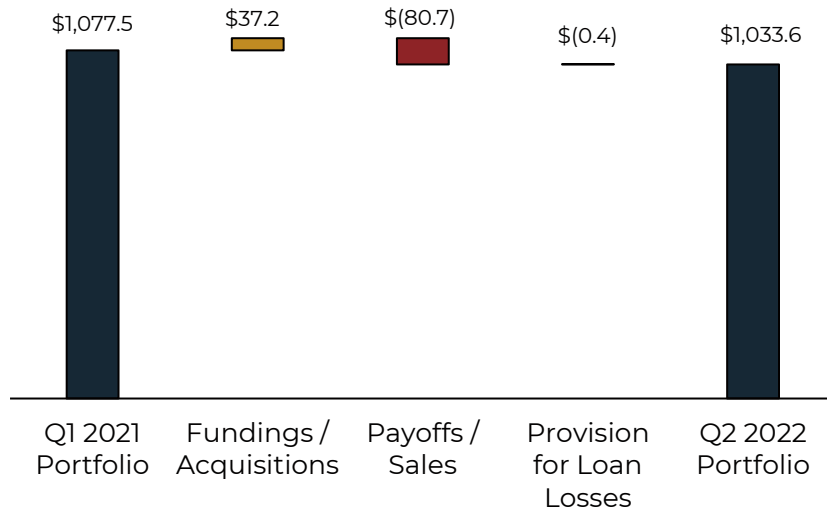 $1,077.5
$37.2
$(80.7)
$(0.4)
$1,033.6
Q1 2021
Portfolio
Fundings /
Acquisitions
Payoffs /
Sales
Provision
for Loan
Losses
Q2 2022
Portfolio